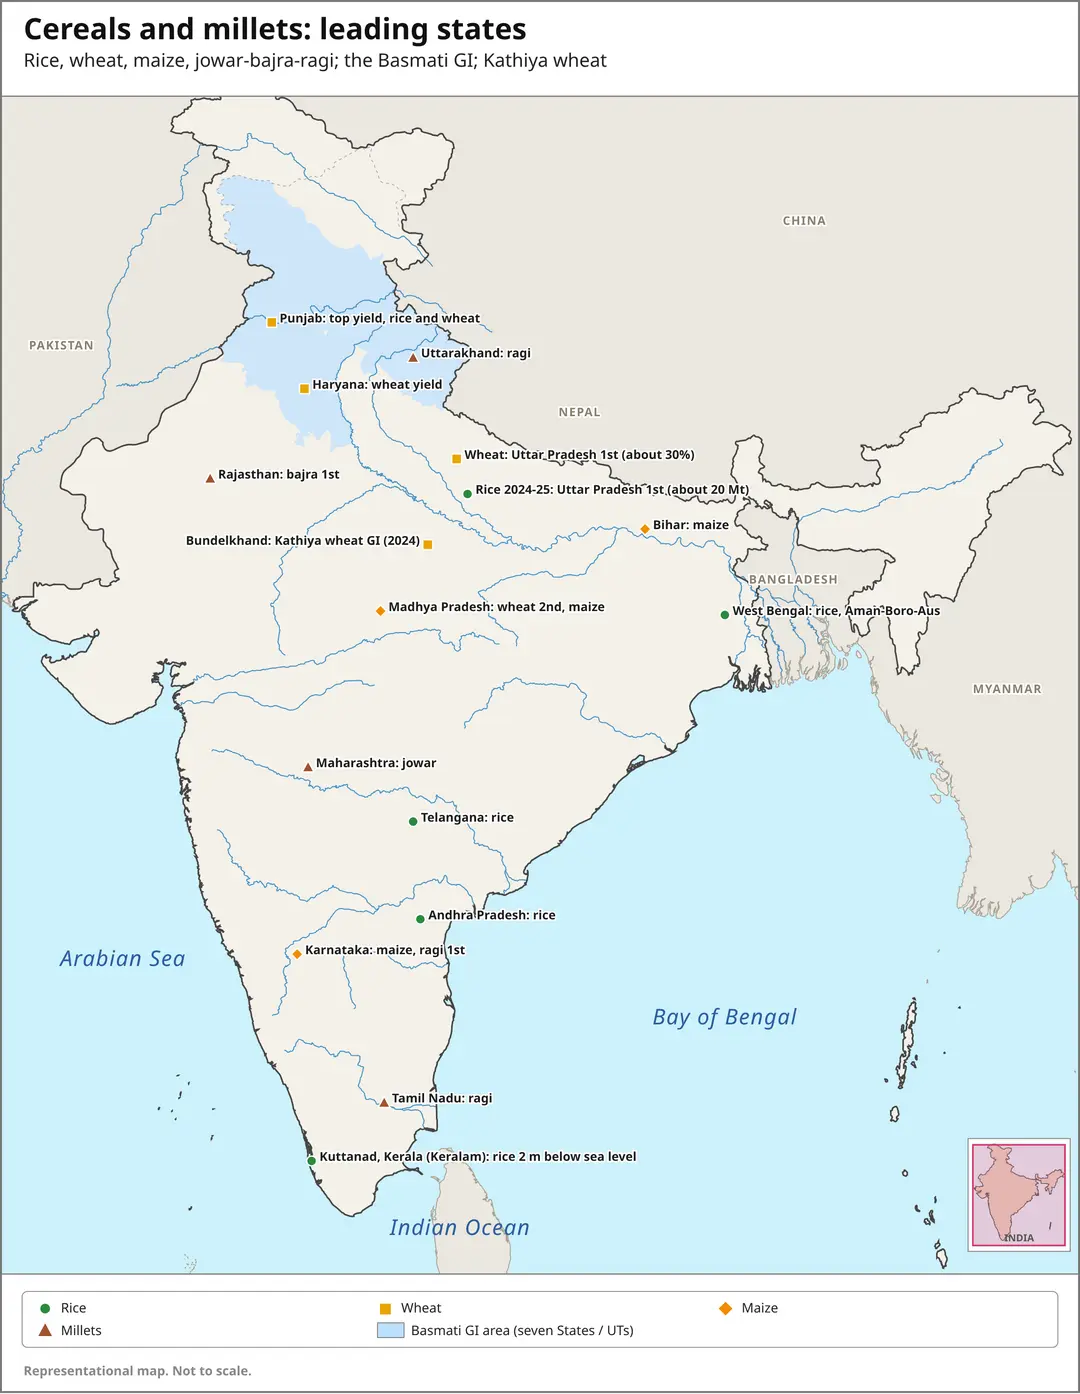 Cereals and millets: leading states
Rice, wheat, maize, jowar-bajra-ragi; the Basmati GI; Kathiya wheat
CHINA
Punjab: top yield, rice and wheat
PAKISTAN
Uttarakhand: ragi
Haryana: wheat yield
NEPAL
Wheat: Uttar Pradesh 1st (about 30%)
Rajasthan: bajra 1st
Rice 2024-25: Uttar Pradesh 1st (about 20 Mt)
Bihar: maize
Bundelkhand: Kathiya wheat GI (2024)
BANGLADESH
Madhya Pradesh: wheat 2nd, maize
West Bengal: rice, Aman-Boro-Aus
MYANMAR
Maharashtra: jowar
Telangana: rice
Andhra Pradesh: rice
Karnataka: maize, ragi 1st
Arabian Sea
Bay of Bengal
Tamil Nadu: ragi
Kuttanad, Kerala (Keralam): rice 2 m below sea level
Indian Ocean
INDIA
Rice
Wheat
Maize
Millets
Basmati GI area (seven States / UTs)
Representational map. Not to scale.